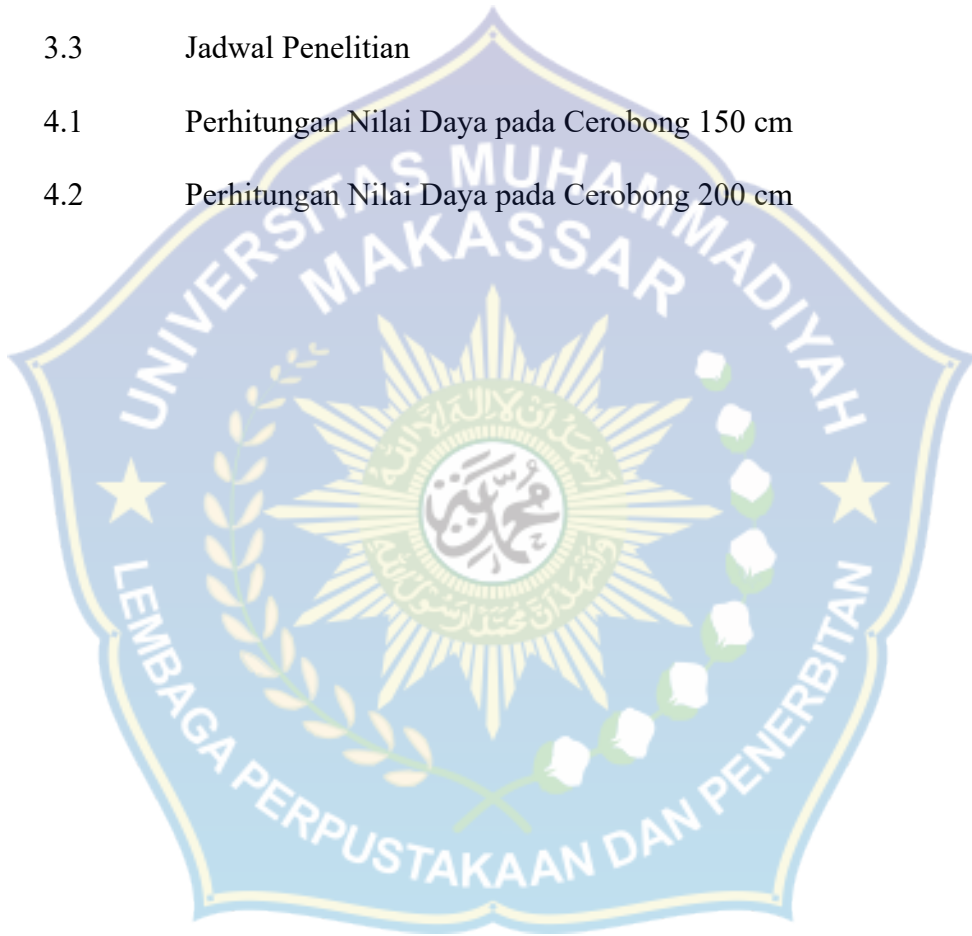 3.3 Jadwal Penelitian
4.1 Perhitungan Nilai Daya pada Cerobong 150 cm
4.2 Perhitungan Nilai Daya pada Cerobong 200 cm
UNIVERSITAS MUHAMMADIYAH
MAKASSAR
محمدية
LEMBAGA PERPUSTAKAAN DAN PENERBITAN